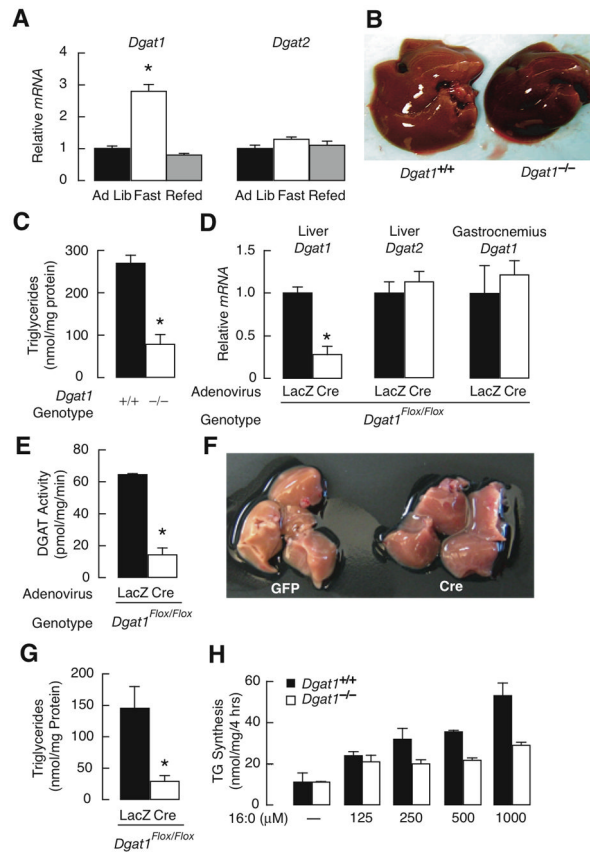 A
Dgat1
Dgat2
Relative mRNA
4
3
2
1
0
*
Ad Lib Fast Refed
Ad Lib Fast Refed
B
Dgat1+/+
Dgat1–/–
C
Triglycerides
(nmol/mg protein)
300
200
100
0
*
Dgat1
Genotype
+/+ –/–
D
Liver
Dgat1
Liver
Dgat2
Gastrocnemius
Dgat1
Relative mRNA
1.5
1.0
0.5
0.0
*
Adenovirus
LacZ Cre
LacZ Cre
LacZ Cre
Genotype
Dgat1Flox/Flox
E
DGAT Activity
(pmol/mg/min)
80
60
40
20
0
*
Adenovirus
LacZ Cre
Genotype
Dgat1Flox/Flox
F
GFP
Cre
G
Triglycerides
(nmol/mg Protein)
200
150
100
50
0
*
LacZ Cre
Dgat1Flox/Flox
H
Dgat1+/+
Dgat1–/–
TG Synthesis
(nmol/mg/4 hrs)
60
40
20
0
16:0 (µM) — 125 250 500 1000